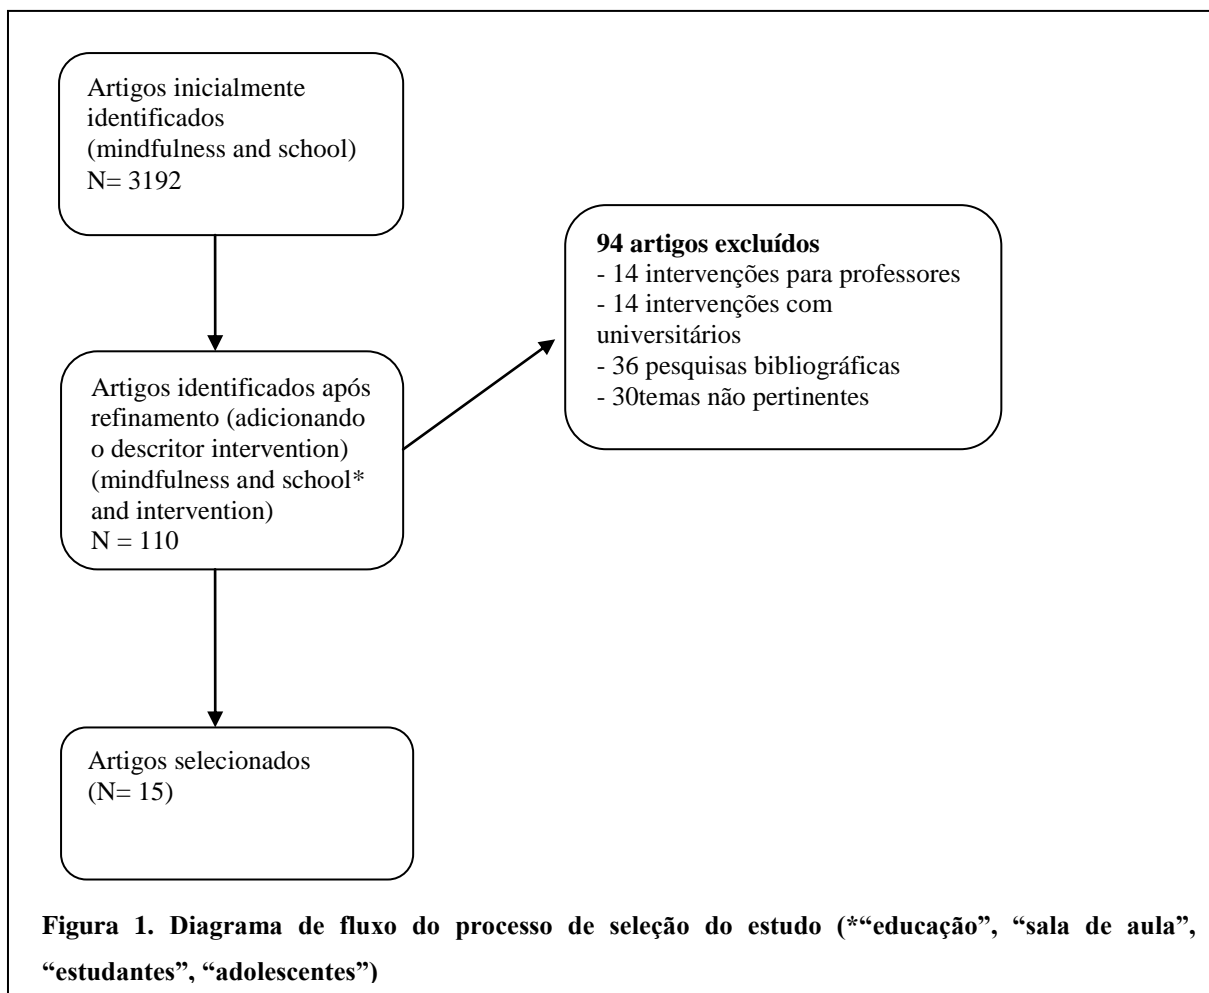 Artigos inicialmente
identificados
(mindfulness and school)
N= 3192
94 artigos excluídos
- 14 intervenções para professores
- 14 intervenções com
universitários
- 36 pesquisas bibliográficas
- 30temas não pertinentes
Artigos identificados após
refinamento (adicionando
o descritor intervention)
(mindfulness and school*
and intervention)
N = 110
Artigos selecionados
(N= 15)
Figura 1. Diagrama de fluxo do processo de seleção do estudo (*“educação”, “sala de aula”,
“estudantes”, “adolescentes”)